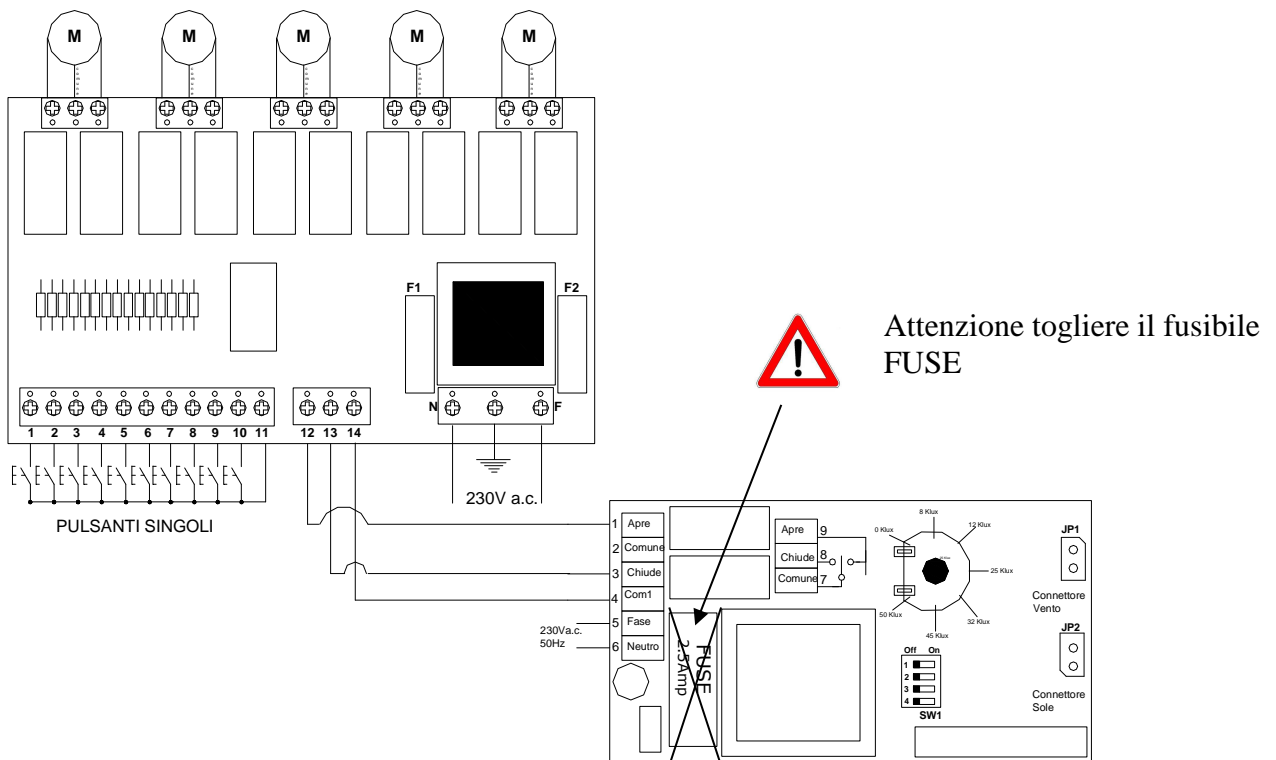 M M M M M
F1 F2
Attenzione togliere il fusibile
FUSE
N F
1 2 3 4 5 6 7 8 9 10 11 12 13 14
230V a.c.
PULSANTI SINGOLI
1 Apre
2 Comune
3 Chiude
4 Com1
5 Fase
6 Neutro
230Va.c.
50Hz
Apre 9
Chiude 8
Comune 7
FUSE
2.5Amp
0 Klux
8 Klux
12 Klux
25 Klux
32 Klux
45 Klux
50 Klux
Off On
1
2
3
4
SW1
JP1
Connettore
Vento
JP2
Connettore
Sole